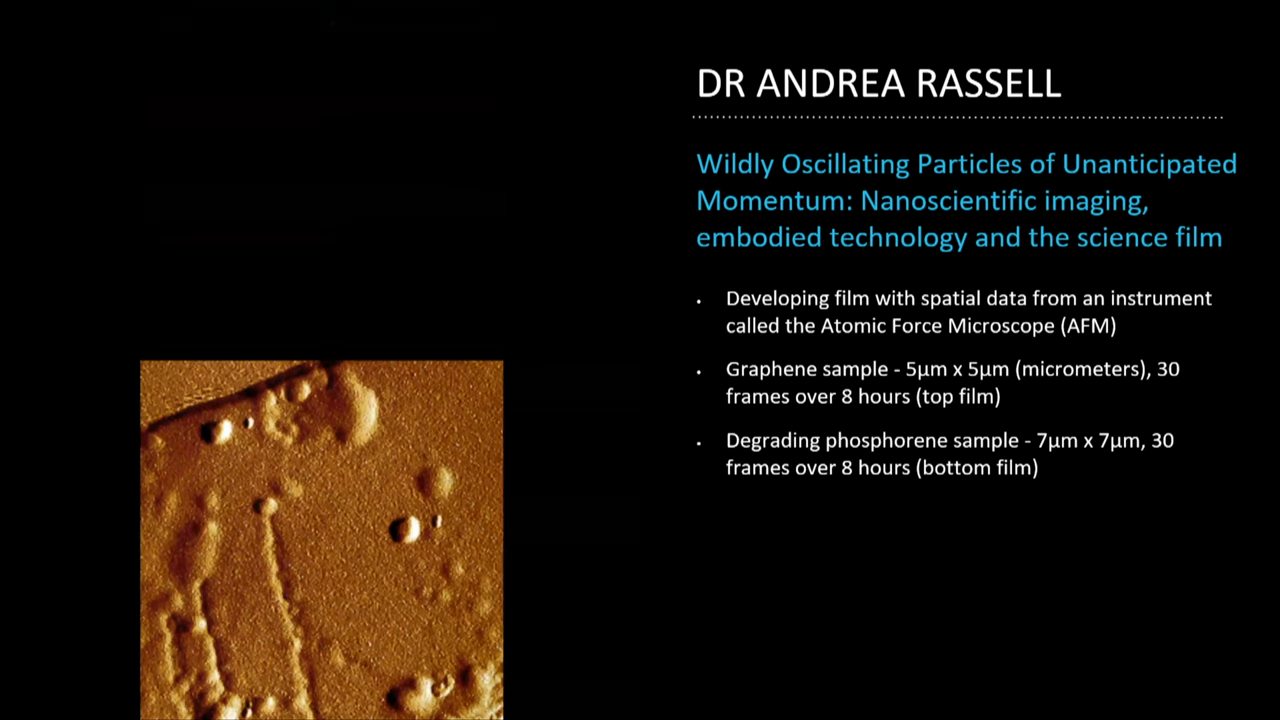 DR ANDREA RASSELL
Wildly Oscillating Particles of Unanticipated
Momentum: Nanoscientific imaging,
embodied technology and the science film
• Developing film with spatial data from an instrument
called the Atomic Force Microscope (AFM)
• Graphene sample - 5µm x 5µm (micrometers), 30
frames over 8 hours (top film)
• Degrading phosphorene sample - 7µm x 7µm, 30
frames over 8 hours (bottom film)